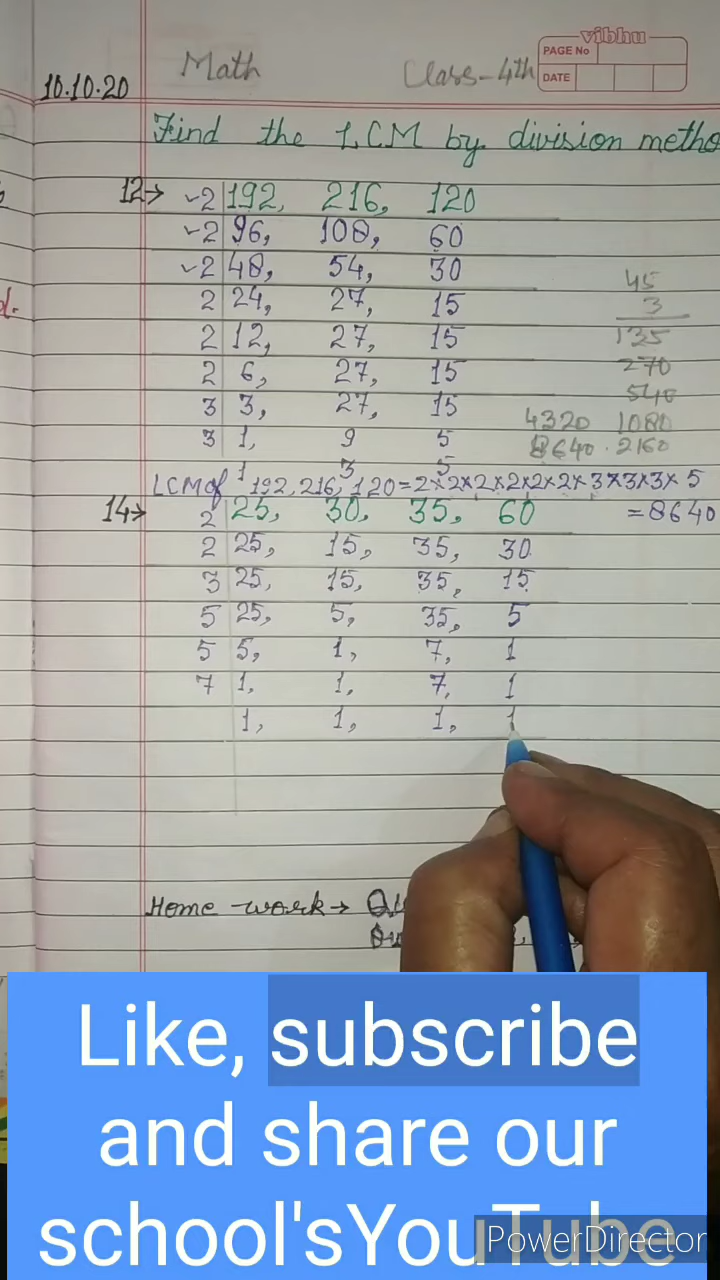 vibhu
PAGE No
DATE
10.10.20
Math
Class-4th
Find the LCM by division metho
12→ ✓2 192, 216, 120
✓2 96, 108, 60
✓2 48, 54, 30
2 24, 27, 15
2 12, 27, 15
2 6, 27, 15
3 3, 27, 15
3 1, 9 5
1 3 5
45
3
135
270
540
4320 1080
8640 . 2160
LCM of 192, 216, 120 = 2×2×2×2×2×2×3×3×3×5
= 8640
14→ 2 25, 30, 35, 60
2 25, 15, 35, 30
3 25, 15, 35, 15
5 25, 5, 35, 5
5 5, 1, 7, 1
7 1, 1, 7, 1
1, 1, 1, 1
Home work →
Like, subscribe
and share our
school'sYouTube
PowerDirector